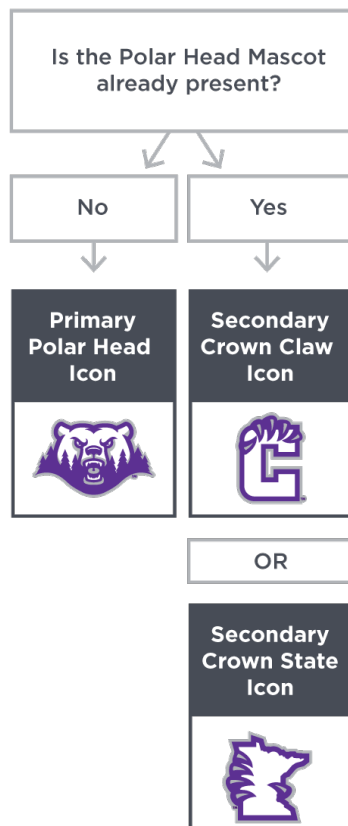 Is the Polar Head Mascot
already present?
No
Yes
Primary
Polar Head
Icon
Secondary
Crown Claw
Icon
C
OR
Secondary
Crown State
Icon